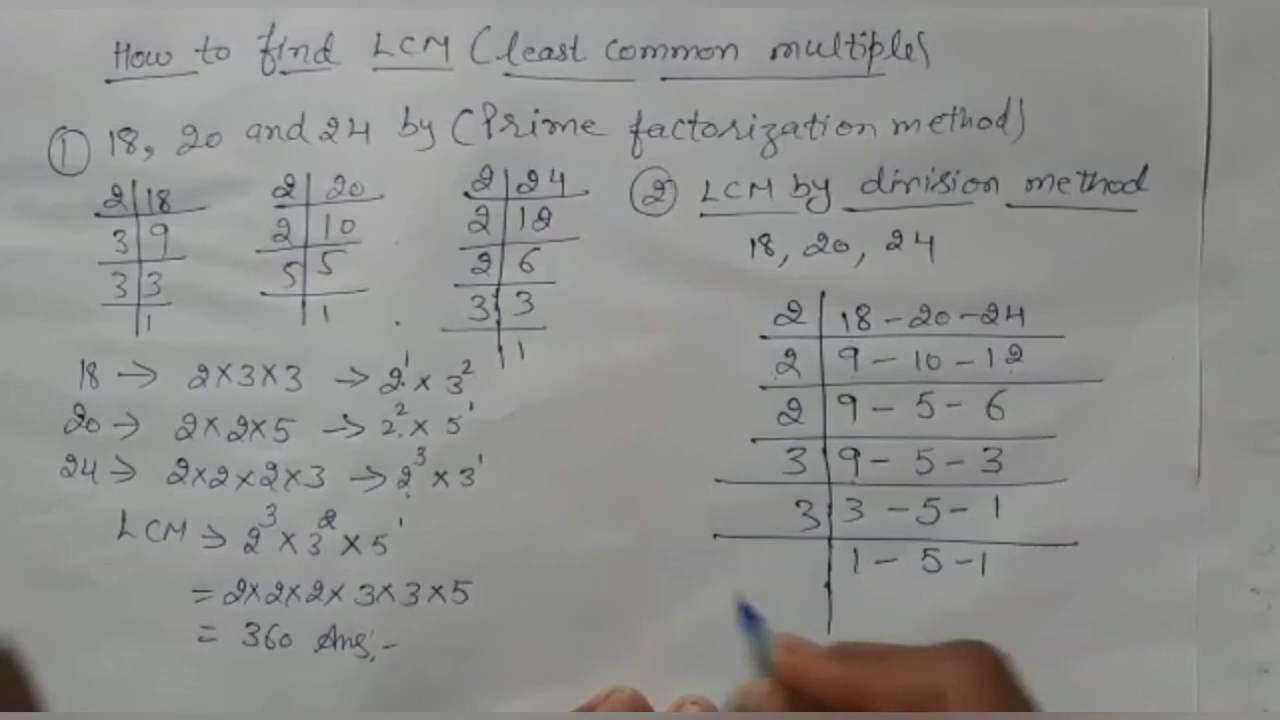 How to find LCM (least common multiples)
① 18, 20 and 24 by (Prime factorization method)
2 | 18
3 | 9
3 | 3
| 1
2 | 20
2 | 10
5 | 5
| 1
2 | 24
2 | 12
2 | 6
3 | 3
| 1
18 → 2×3×3 → 2¹ × 3²
20 → 2×2×5 → 2² × 5¹
24 → 2×2×2×3 → 2³ × 3¹
LCM → 2³ × 3² × 5¹
= 2×2×2×3×3×5
= 360 Ans;-
② LCM by division method
18, 20, 24
2 | 18 - 20 - 24
2 | 9 - 10 - 12
2 | 9 - 5 - 6
3 | 9 - 5 - 3
3 | 3 - 5 - 1
| 1 - 5 - 1